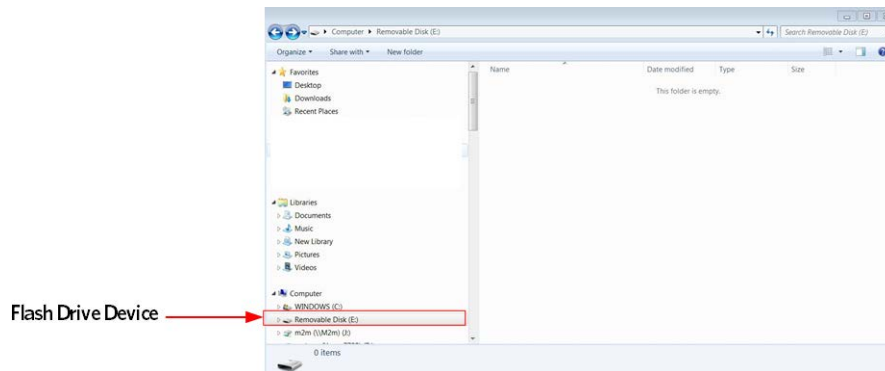 Computer ▸ Removable Disk (E:)
Search Removable Disk (E:)
Organize ▾ Share with ▾ New folder
Name Date modified Type Size
This folder is empty.
Favorites
Desktop
Downloads
Recent Places
Libraries
Documents
Music
New Library
Pictures
Videos
Computer
WINDOWS (C:)
Flash Drive Device
Removable Disk (E:)
m2m (\\M2m) (J:)
0 items